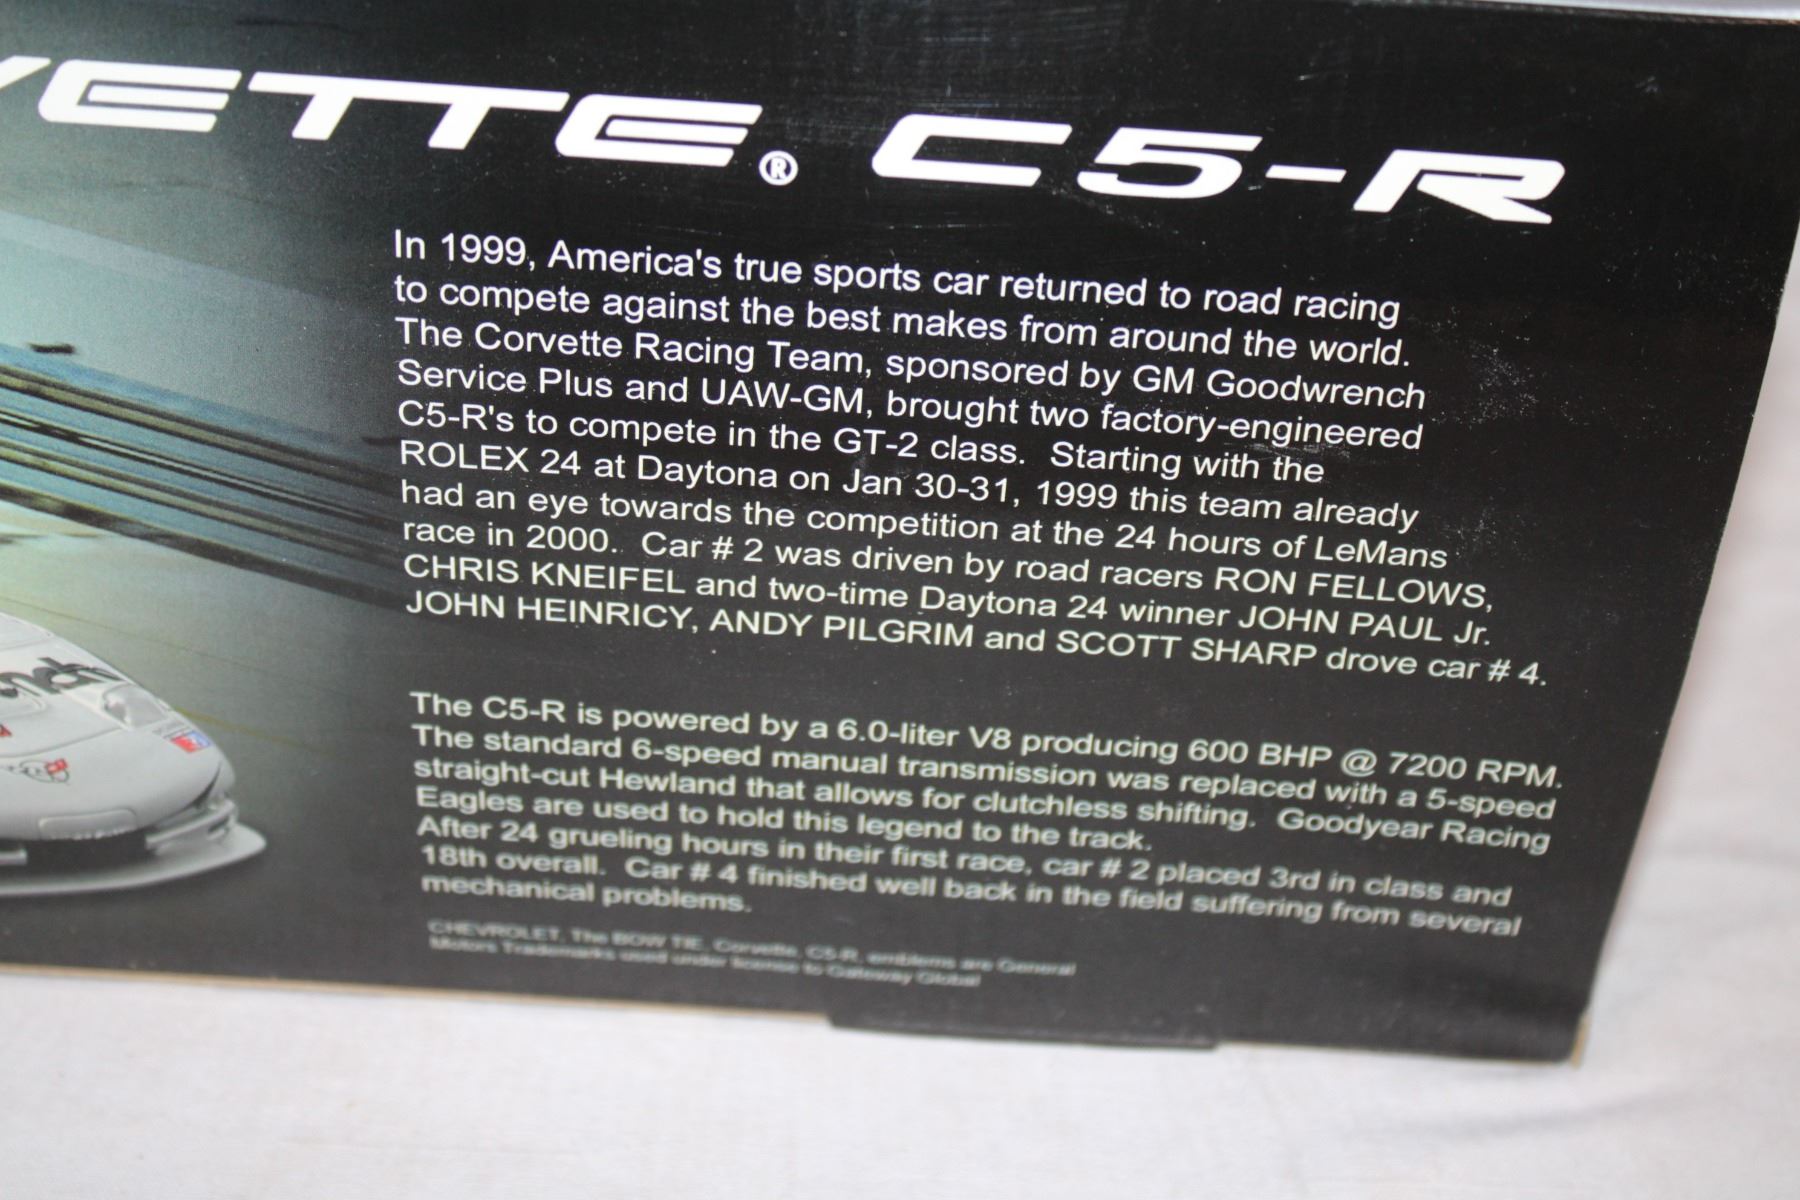 VETTE® C5-R
In 1999, America's true sports car returned to road racing
to compete against the best makes from around the world.
The Corvette Racing Team, sponsored by GM Goodwrench
Service Plus and UAW-GM, brought two factory-engineered
C5-R's to compete in the GT-2 class. Starting with the
ROLEX 24 at Daytona on Jan 30-31, 1999 this team already
had an eye towards the competition at the 24 hours of LeMans
race in 2000. Car # 2 was driven by road racers RON FELLOWS,
CHRIS KNEIFEL and two-time Daytona 24 winner JOHN PAUL Jr.
JOHN HEINRICY, ANDY PILGRIM and SCOTT SHARP drove car # 4.
The C5-R is powered by a 6.0-liter V8 producing 600 BHP @ 7200 RPM.
The standard 6-speed manual transmission was replaced with a 5-speed
straight-cut Hewland that allows for clutchless shifting. Goodyear Racing
Eagles are used to hold this legend to the track.
After 24 grueling hours in their first race, car # 2 placed 3rd in class and
18th overall. Car # 4 finished well back in the field suffering from several
mechanical problems.
CHEVROLET, The BOW TIE, Corvette, C5-R, emblems are General
Motors Trademarks used under license to Gateway Global